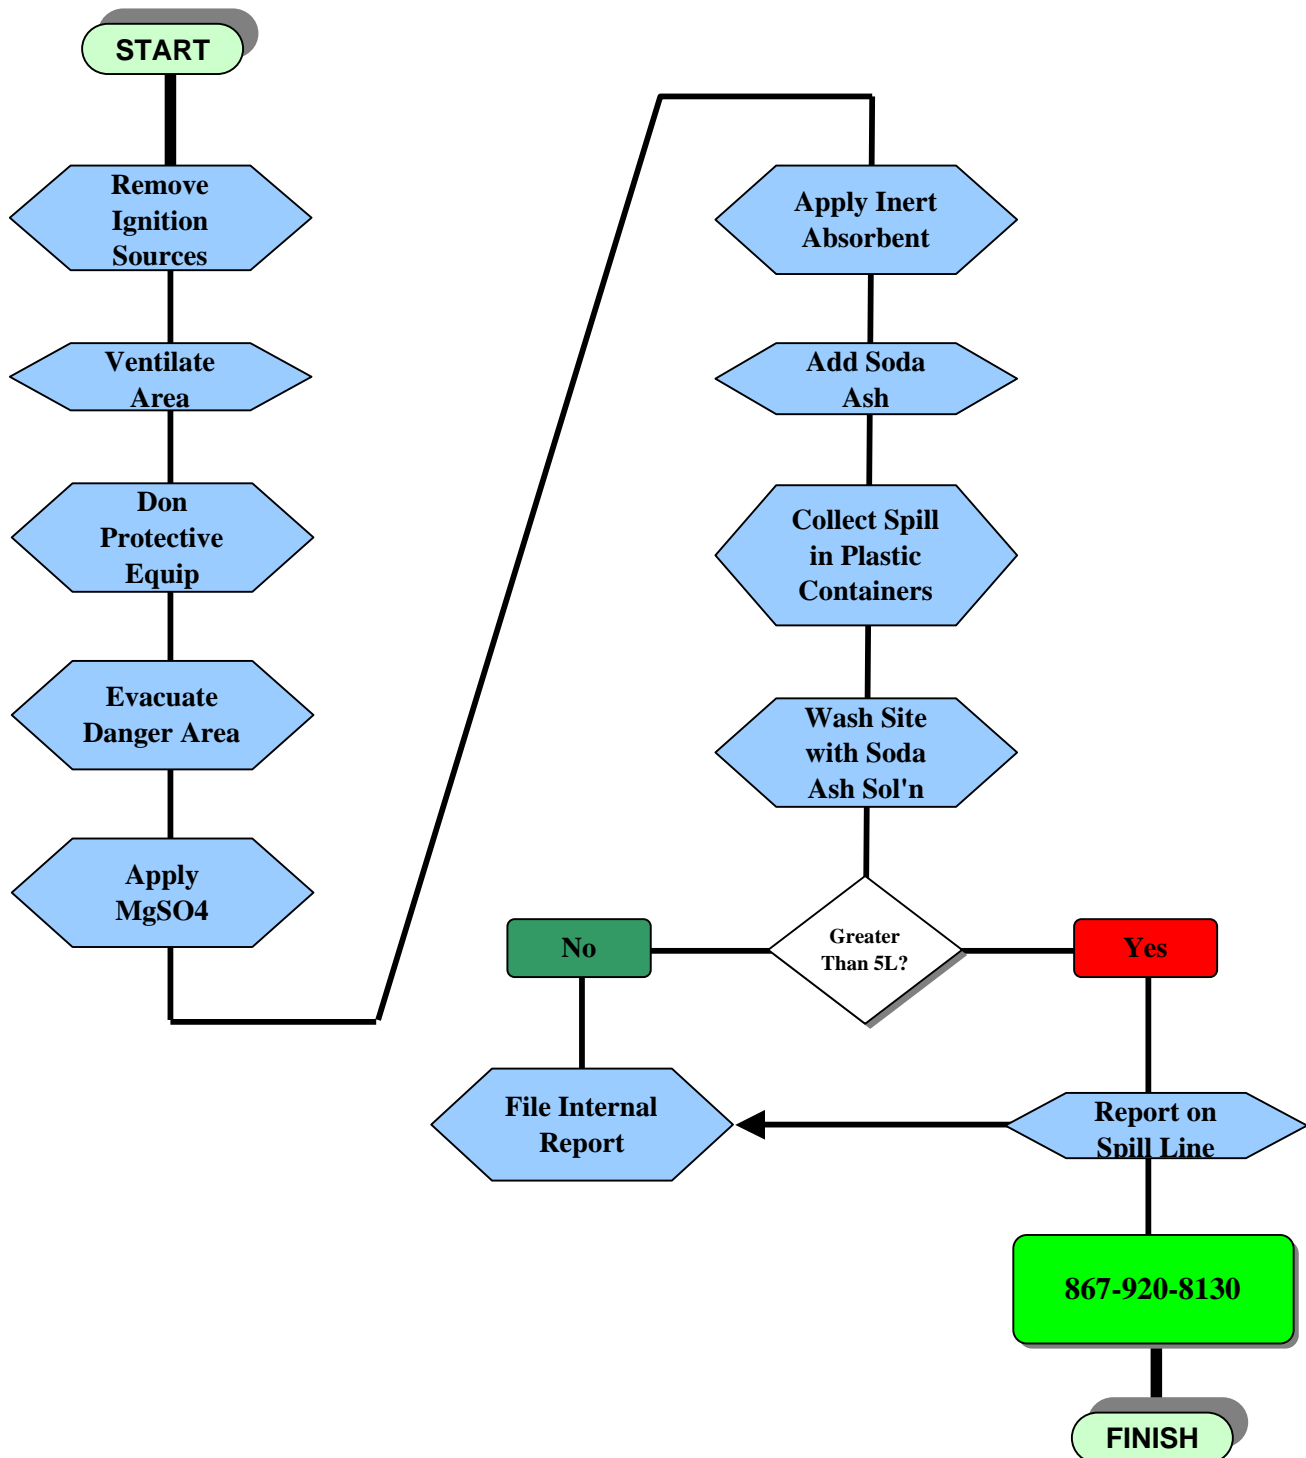 START
Remove
Ignition
Sources
Ventilate
Area
Don
Protective
Equip
Evacuate
Danger Area
Apply
MgSO4
Apply Inert
Absorbent
Add Soda
Ash
Collect Spill
in Plastic
Containers
Wash Site
with Soda
Ash Sol'n
Greater
Than 5L?
No
Yes
File Internal
Report
Report on
Spill Line
867-920-8130
FINISH